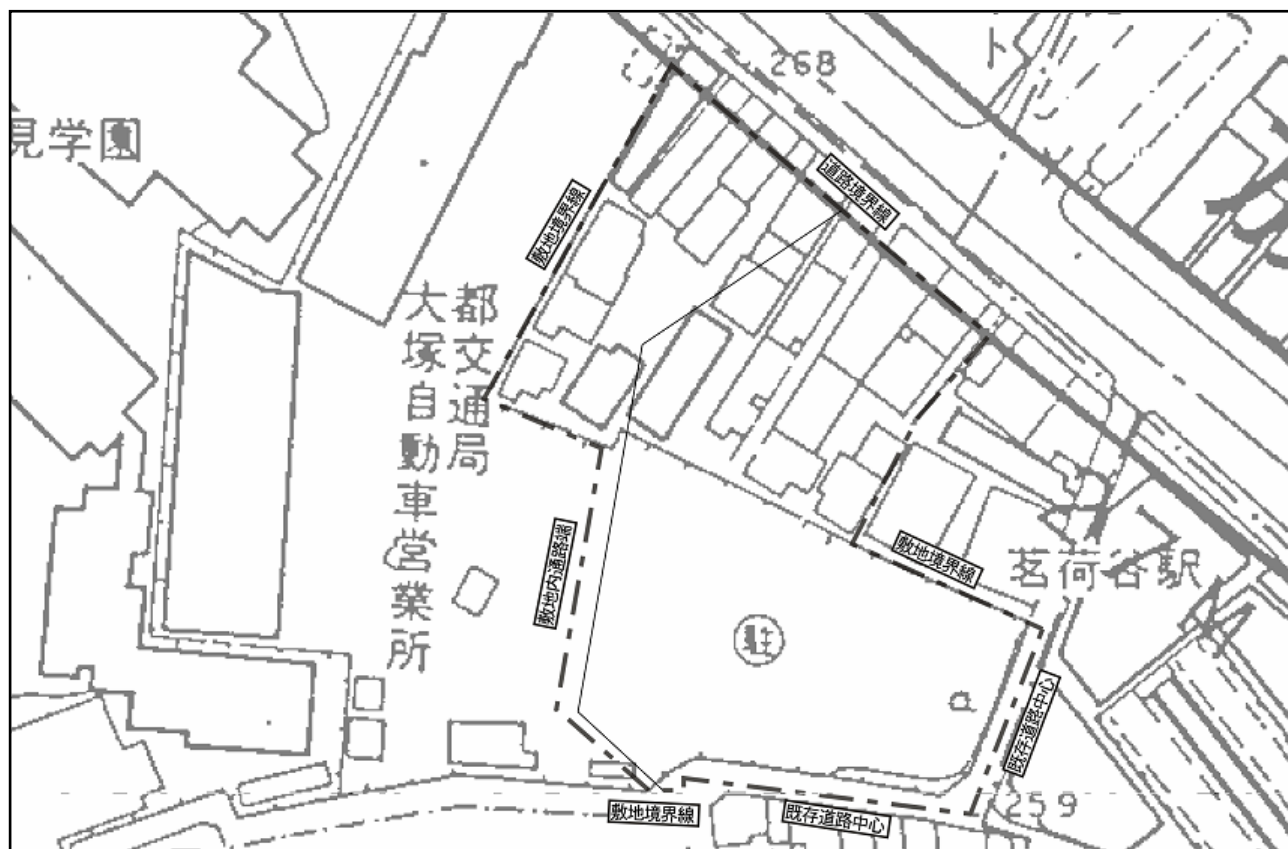 268
ト
見学園
道路境界線
敷地境界線
都交通局
大塚自動車営業所
敷地内通路端
敷地境界線
茗荷谷駅
駐
既存道路中心
259
敷地境界線
既存道路中心